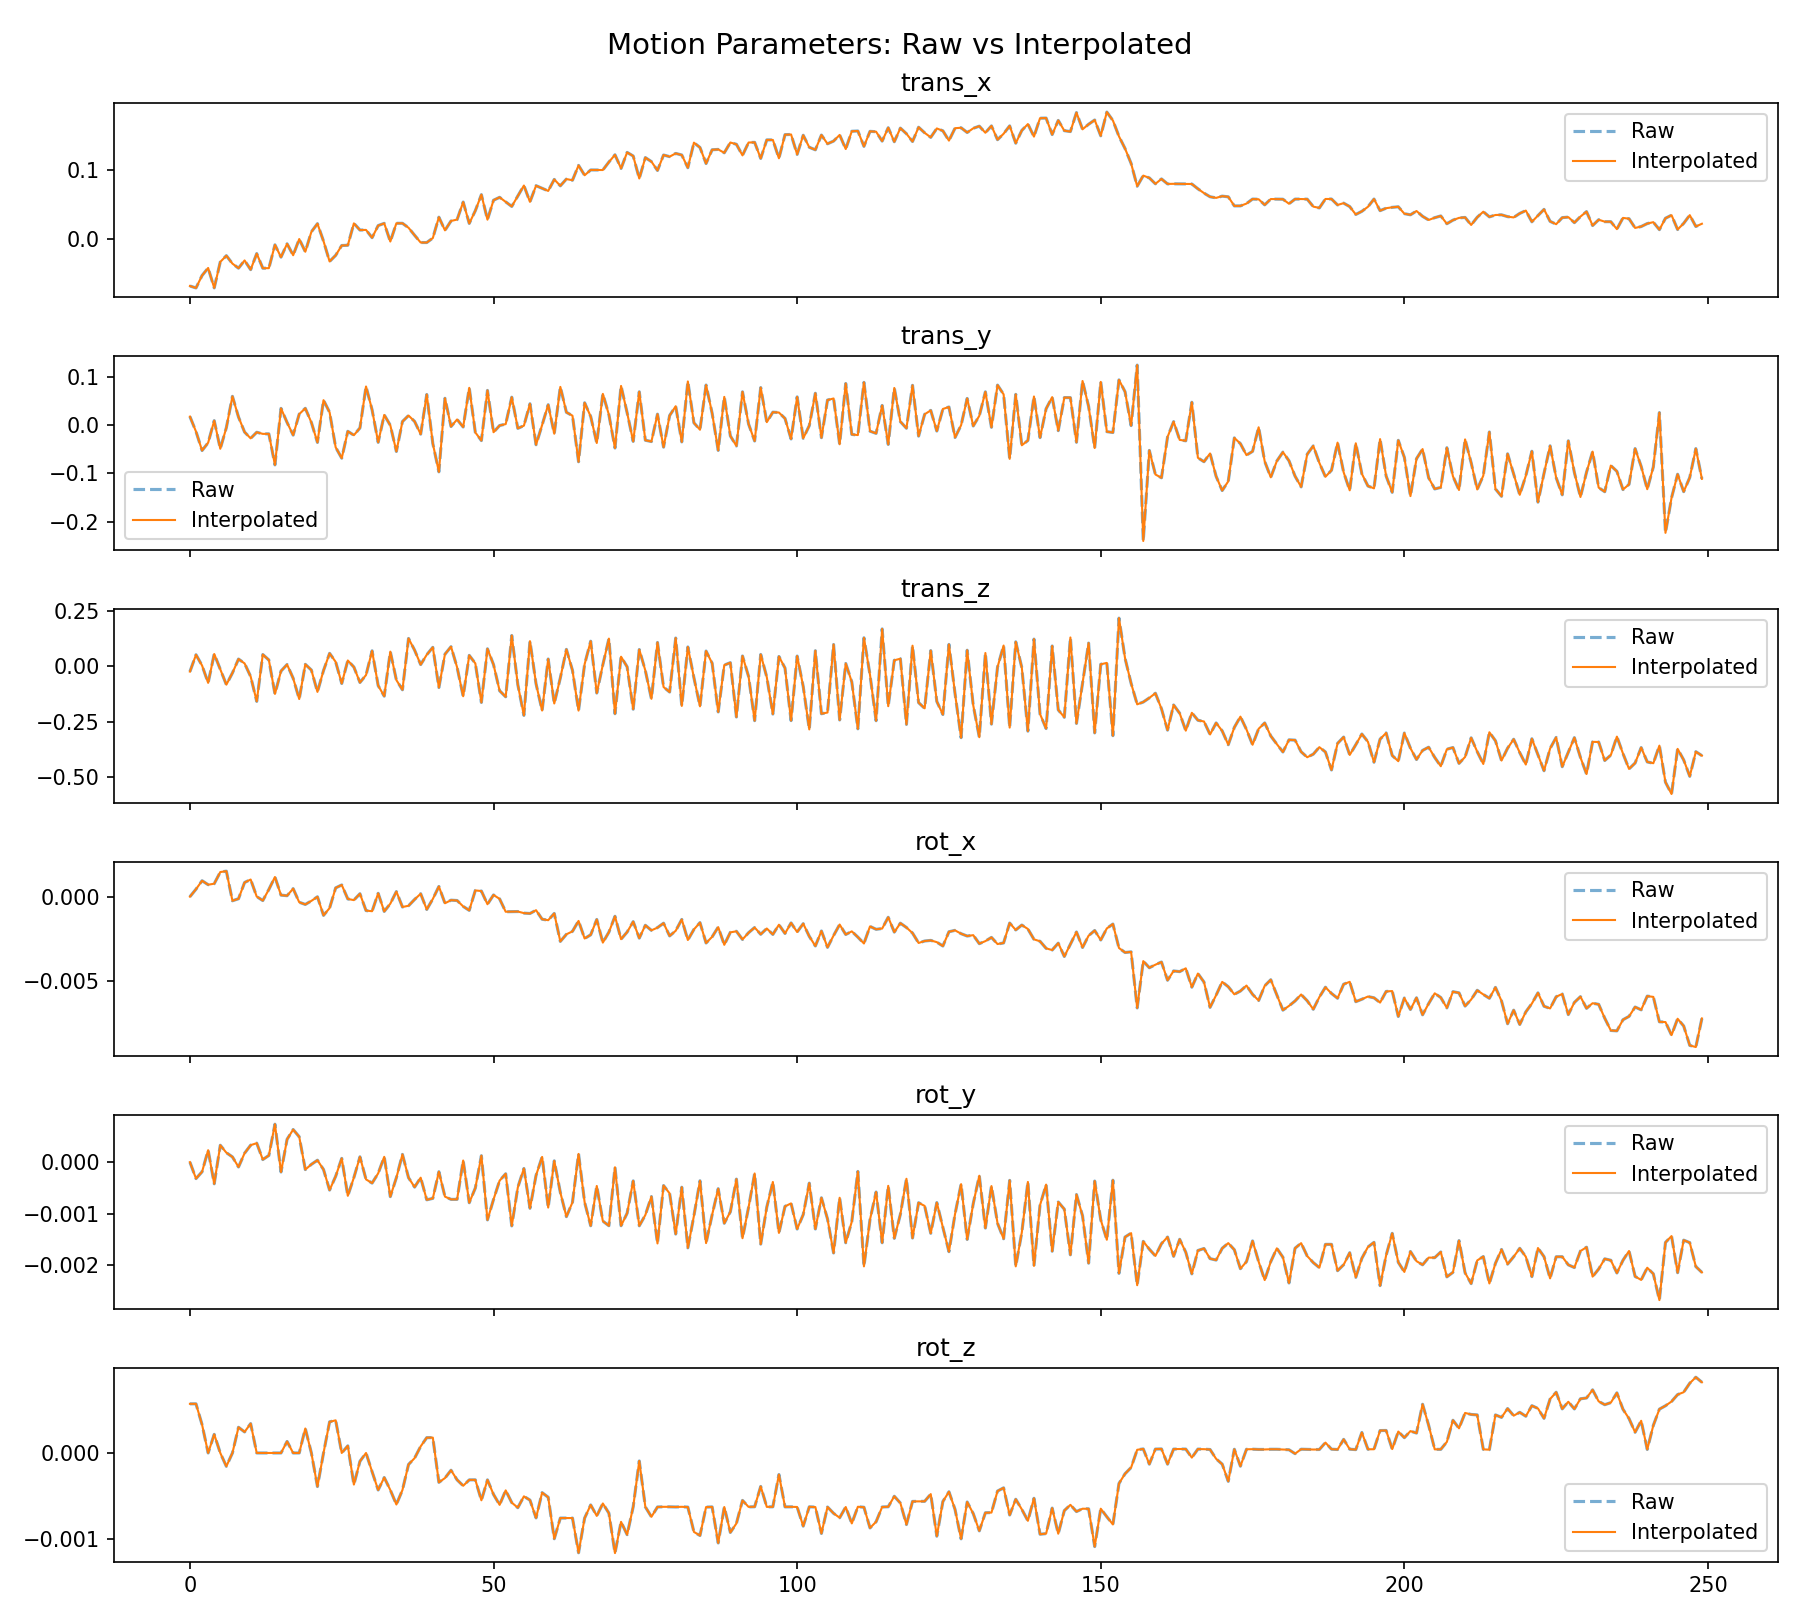 Motion Parameters: Raw vs Interpolated
trans_x
0.1
0.0
Raw
Interpolated
trans_y
0.1
0.0
−0.1
−0.2
Raw
Interpolated
trans_z
0.25
0.00
−0.25
−0.50
Raw
Interpolated
rot_x
0.000
−0.005
Raw
Interpolated
rot_y
0.000
−0.001
−0.002
Raw
Interpolated
rot_z
0.000
−0.001
Raw
Interpolated
0 50 100 150 200 250